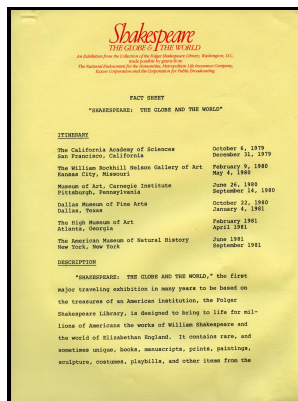 Shakespeare
THE GLOBE & THE WORLD
An Exhibition from the Collection of the Folger Shakespeare Library, Washington, D.C.
made possible by grants from
The National Endowment for the Humanities, Metropolitan Life Insurance Company,
Exxon Corporation and the Corporation for Public Broadcasting
FACT SHEET
"SHAKESPEARE: THE GLOBE AND THE WORLD"
ITINERARY
The California Academy of Sciences October 6, 1979
San Francisco, California December 31, 1979
The William Rockhill Nelson Gallery of Art February 9, 1980
Kansas City, Missouri May 4, 1980
Museum of Art, Carnegie Institute June 26, 1980
Pittsburgh, Pennsylvania September 14, 1980
Dallas Museum of Fine Arts October 22, 1980
Dallas, Texas January 4, 1981
The High Museum of Art February 1981
Atlanta, Georgia April 1981
The American Museum of Natural History June 1981
New York, New York September 1981
DESCRIPTION
"SHAKESPEARE: THE GLOBE AND THE WORLD," the first
major traveling exhibition in many years to be based on
the treasures of an American institution, the Folger
Shakespeare Library, is designed to bring to life for mil-
lions of Americans the works of William Shakespeare and
the world of Elizabethan England. It contains rare, and
sometimes unique, books, manuscripts, prints, paintings,
sculpture, costumes, playbills, and other items from the